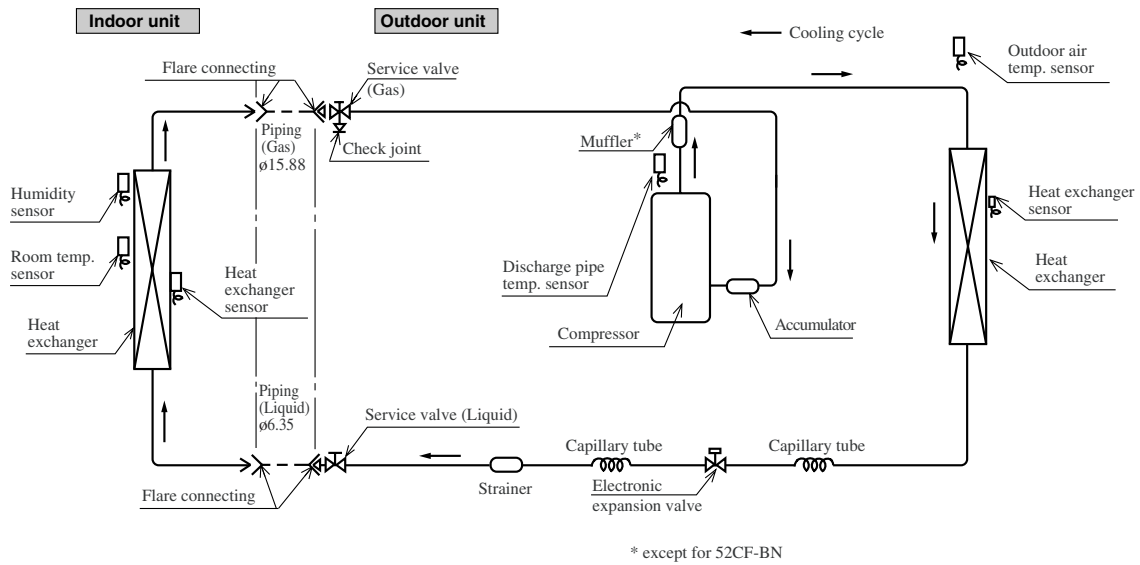 Indoor unit
Outdoor unit
Cooling cycle
Outdoor air
temp. sensor
Flare connecting
Service valve
(Gas)
Piping
(Gas)
ø15.88
Check joint
Muffler*
Humidity
sensor
Room temp.
sensor
Heat
exchanger
sensor
Heat
exchanger
Discharge pipe
temp. sensor
Compressor
Accumulator
Heat exchanger
sensor
Heat
exchanger
Piping
(Liquid)
ø6.35
Service valve (Liquid)
Flare connecting
Strainer
Capillary tube
Electronic
expansion valve
Capillary tube
* except for 52CF-BN